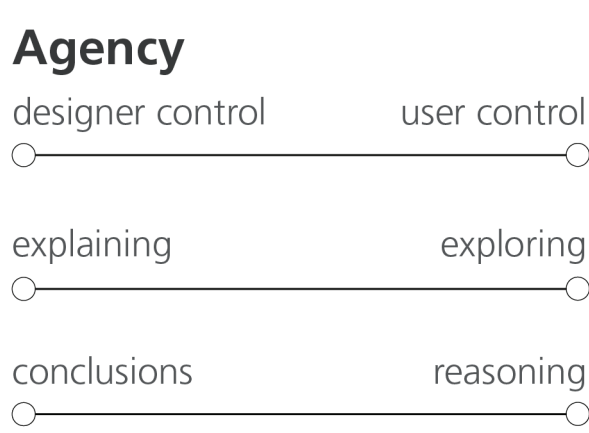 Agency
designer control user control
explaining exploring
conclusions reasoning